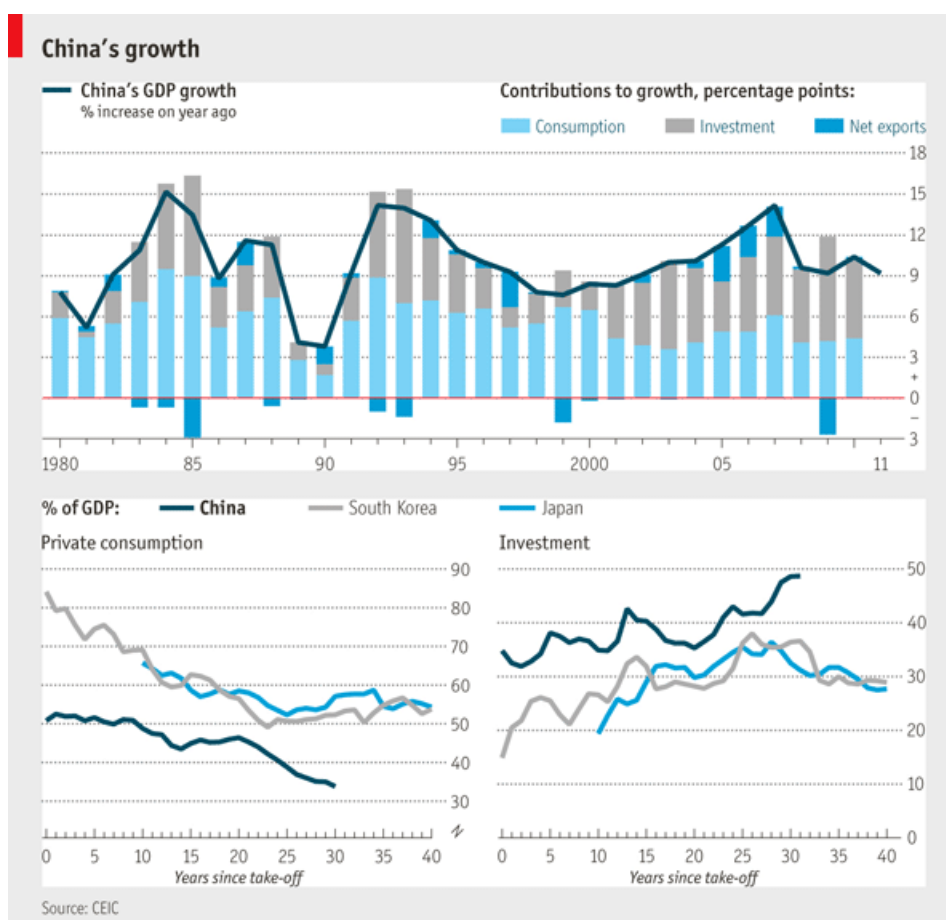 China's growth
China's GDP growth
% increase on year ago
Contributions to growth, percentage points:
Consumption Investment Net exports
18
15
12
9
6
3
+
0
–
3
1980 85 90 95 2000 05 11
% of GDP: China South Korea Japan
Private consumption
90
80
70
60
50
40
30
0 5 10 15 20 25 30 35 40
Years since take-off
Investment
50
40
30
20
10
0
0 5 10 15 20 25 30 35 40
Years since take-off
Source: CEIC